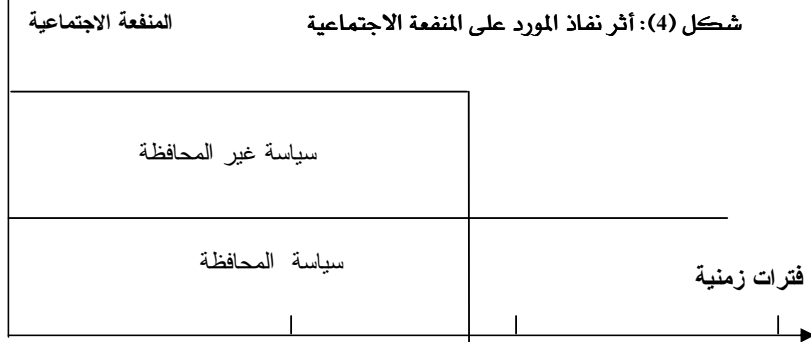 شكل (4): أثر نفاذ المورد على المنفعة الاجتماعية
المنفعة الاجتماعية
سياسة غير المحافظة
سياسة المحافظة
فترات زمنية